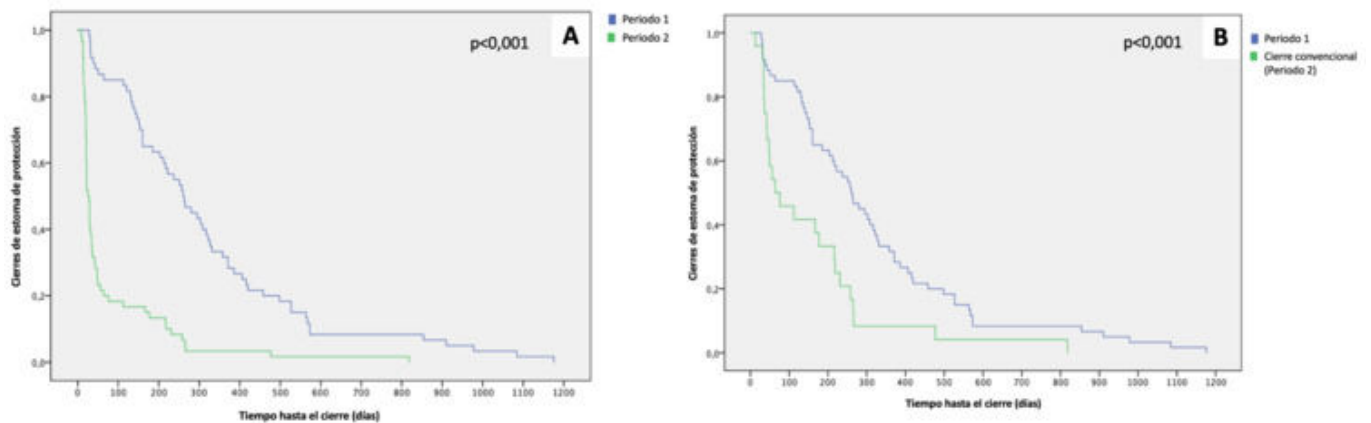 A
p<0,001
Periodo 1
Periodo 2
Cierres de estoma de protección
1,0
0,8
0,6
0,4
0,2
0,0
0 100 200 300 400 500 600 700 800 900 1000 1100 1200
Tiempo hasta el cierre (días)
B
p<0,001
Periodo 1
Cierre convencional
(Periodo 2)
Cierres de estoma de protección
1,0
0,8
0,6
0,4
0,2
0,0
0 100 200 300 400 500 600 700 800 900 1000 1100 1200
Tiempo hasta el cierre (días)